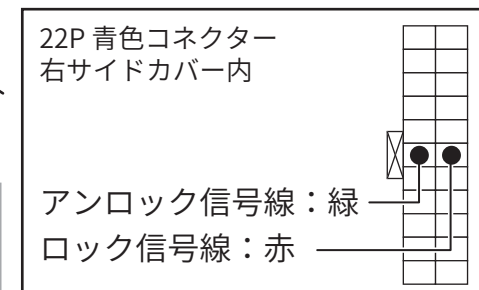 22P 青色コネクター
右サイドカバー内
アンロック信号線：緑
ロック信号線：赤